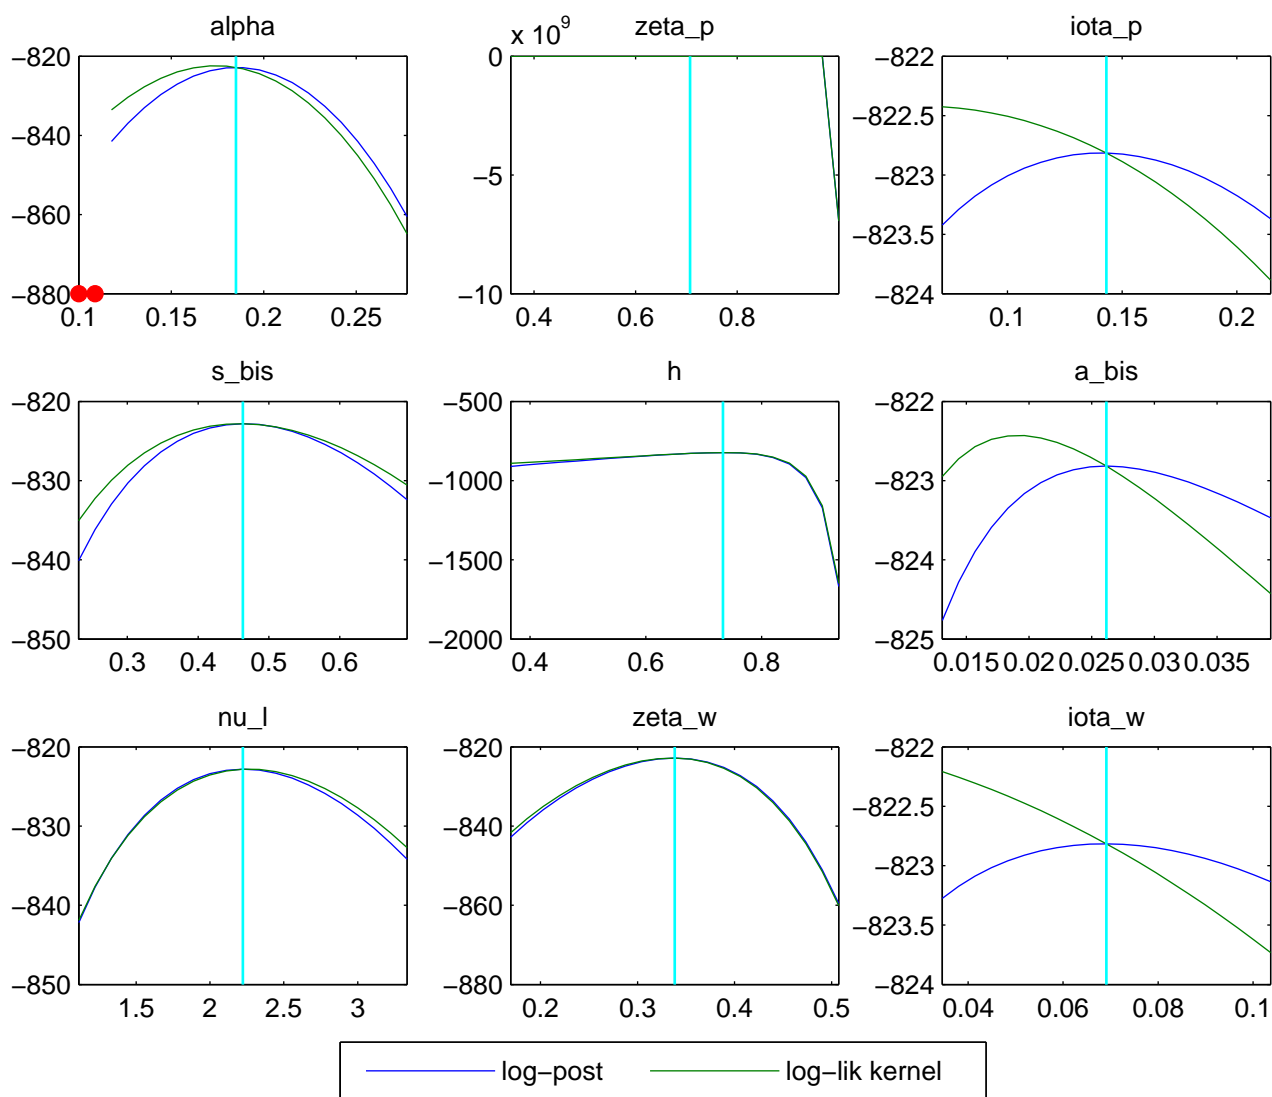 alpha
−820
−840
−860
−880
0.1 0.15 0.2 0.25
zeta_p
x 10^9
0
−5
−10
0.4 0.6 0.8
iota_p
−822
−822.5
−823
−823.5
−824
0.1 0.15 0.2
s_bis
−820
−830
−840
−850
0.3 0.4 0.5 0.6
h
−500
−1000
−1500
−2000
0.4 0.6 0.8
a_bis
−822
−823
−824
−825
0.015 0.02 0.025 0.03 0.035
nu_l
−820
−830
−840
−850
1.5 2 2.5 3
zeta_w
−820
−840
−860
−880
0.2 0.3 0.4 0.5
iota_w
−822
−822.5
−823
−823.5
−824
0.04 0.06 0.08 0.1
log−post log−lik kernel